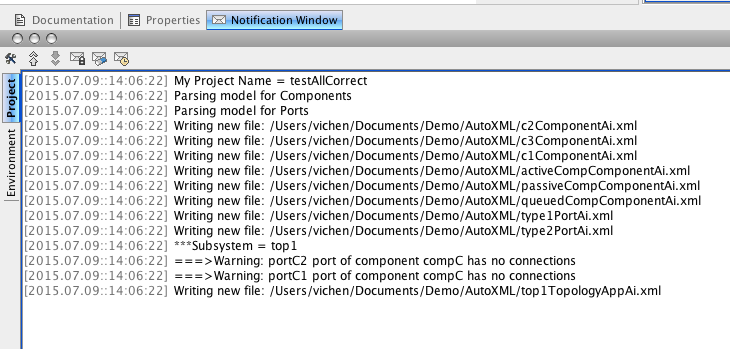 Documentation Properties Notification Window
Project
Environment
[2015.07.09::14:06:22] My Project Name = testAllCorrect
[2015.07.09::14:06:22] Parsing model for Components
[2015.07.09::14:06:22] Parsing model for Ports
[2015.07.09::14:06:22] Writing new file: /Users/vichen/Documents/Demo/AutoXML/c2ComponentAi.xml
[2015.07.09::14:06:22] Writing new file: /Users/vichen/Documents/Demo/AutoXML/c3ComponentAi.xml
[2015.07.09::14:06:22] Writing new file: /Users/vichen/Documents/Demo/AutoXML/c1ComponentAi.xml
[2015.07.09::14:06:22] Writing new file: /Users/vichen/Documents/Demo/AutoXML/activeCompComponentAi.xml
[2015.07.09::14:06:22] Writing new file: /Users/vichen/Documents/Demo/AutoXML/passiveCompComponentAi.xml
[2015.07.09::14:06:22] Writing new file: /Users/vichen/Documents/Demo/AutoXML/queuedCompComponentAi.xml
[2015.07.09::14:06:22] Writing new file: /Users/vichen/Documents/Demo/AutoXML/type1PortAi.xml
[2015.07.09::14:06:22] Writing new file: /Users/vichen/Documents/Demo/AutoXML/type2PortAi.xml
[2015.07.09::14:06:22] ***Subsystem = top1
[2015.07.09::14:06:22] ===>Warning: portC2 port of component compC has no connections
[2015.07.09::14:06:22] ===>Warning: portC1 port of component compC has no connections
[2015.07.09::14:06:22] Writing new file: /Users/vichen/Documents/Demo/AutoXML/top1TopologyAppAi.xml